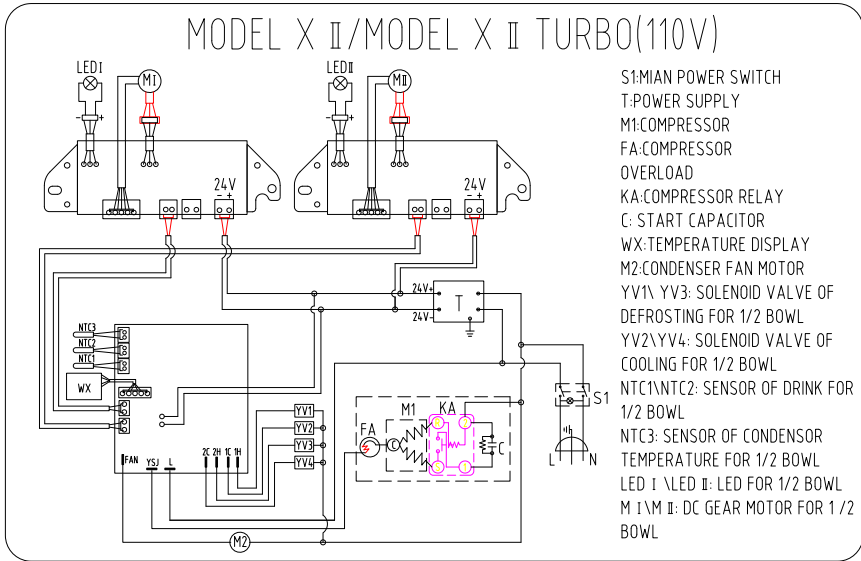 MODEL X II/MODEL X II TURBO(110V)
LED I
M I
LED II
M II
- +
- +
24V
- +
24V
- +
S1:MIAN POWER SWITCH
T:POWER SUPPLY
M1:COMPRESSOR
FA:COMPRESSOR
OVERLOAD
KA:COMPRESSOR RELAY
C: START CAPACITOR
WX:TEMPERATURE DISPLAY
M2:CONDENSER FAN MOTOR
YV1\ YV3: SOLENOID VALVE OF
DEFROSTING FOR 1/2 BOWL
YV2\YV4: SOLENOID VALVE OF
COOLING FOR 1/2 BOWL
NTC1\NTC2: SENSOR OF DRINK FOR
1/2 BOWL
NTC3: SENSOR OF CONDENSOR
TEMPERATURE FOR 1/2 BOWL
LED I \LED II: LED FOR 1/2 BOWL
M I\M II: DC GEAR MOTOR FOR 1/2
BOWL
24V+
24V-
T
NTC3
NTC2
NTC1
WX
FAN
YSJ
L
2C 2H 1C 1H
YV1
YV2
YV3
YV4
M2
FA
M1
C
KA
C
S1
L
N